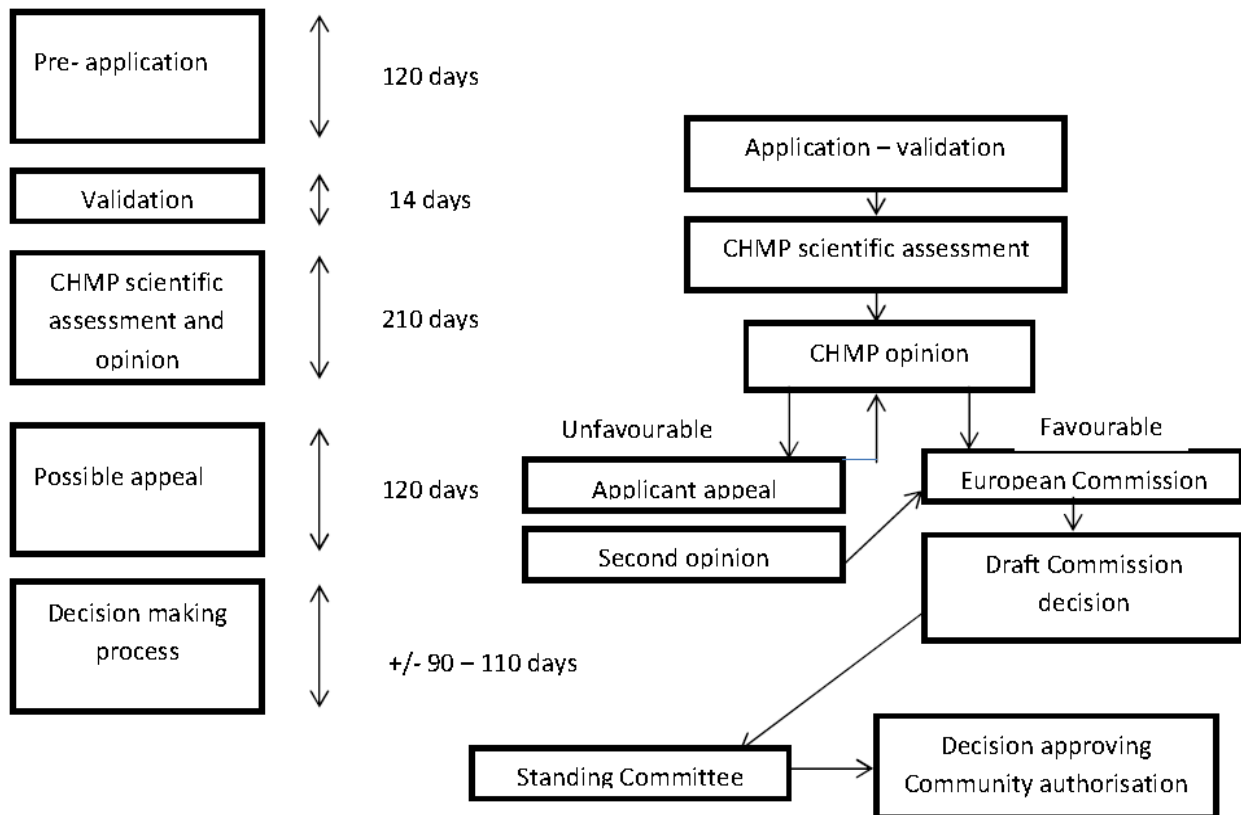 Pre- application
120 days
Validation
14 days
CHMP scientific
assessment and
opinion
210 days
Possible appeal
120 days
Decision making
process
+/- 90 – 110 days
Application – validation
CHMP scientific assessment
CHMP opinion
Unfavourable
Favourable
Applicant appeal
European Commission
Second opinion
Draft Commission
decision
Standing Committee
Decision approving
Community authorisation